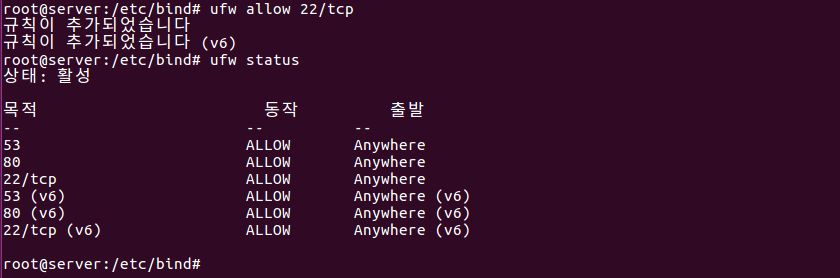 root@server:/etc/bind# ufw allow 22/tcp
규칙이 추가되었습니다
규칙이 추가되었습니다 (v6)
root@server:/etc/bind# ufw status
상태: 활성
목적 동작 출발
-- -- --
53 ALLOW Anywhere
80 ALLOW Anywhere
22/tcp ALLOW Anywhere
53 (v6) ALLOW Anywhere (v6)
80 (v6) ALLOW Anywhere (v6)
22/tcp (v6) ALLOW Anywhere (v6)
root@server:/etc/bind#